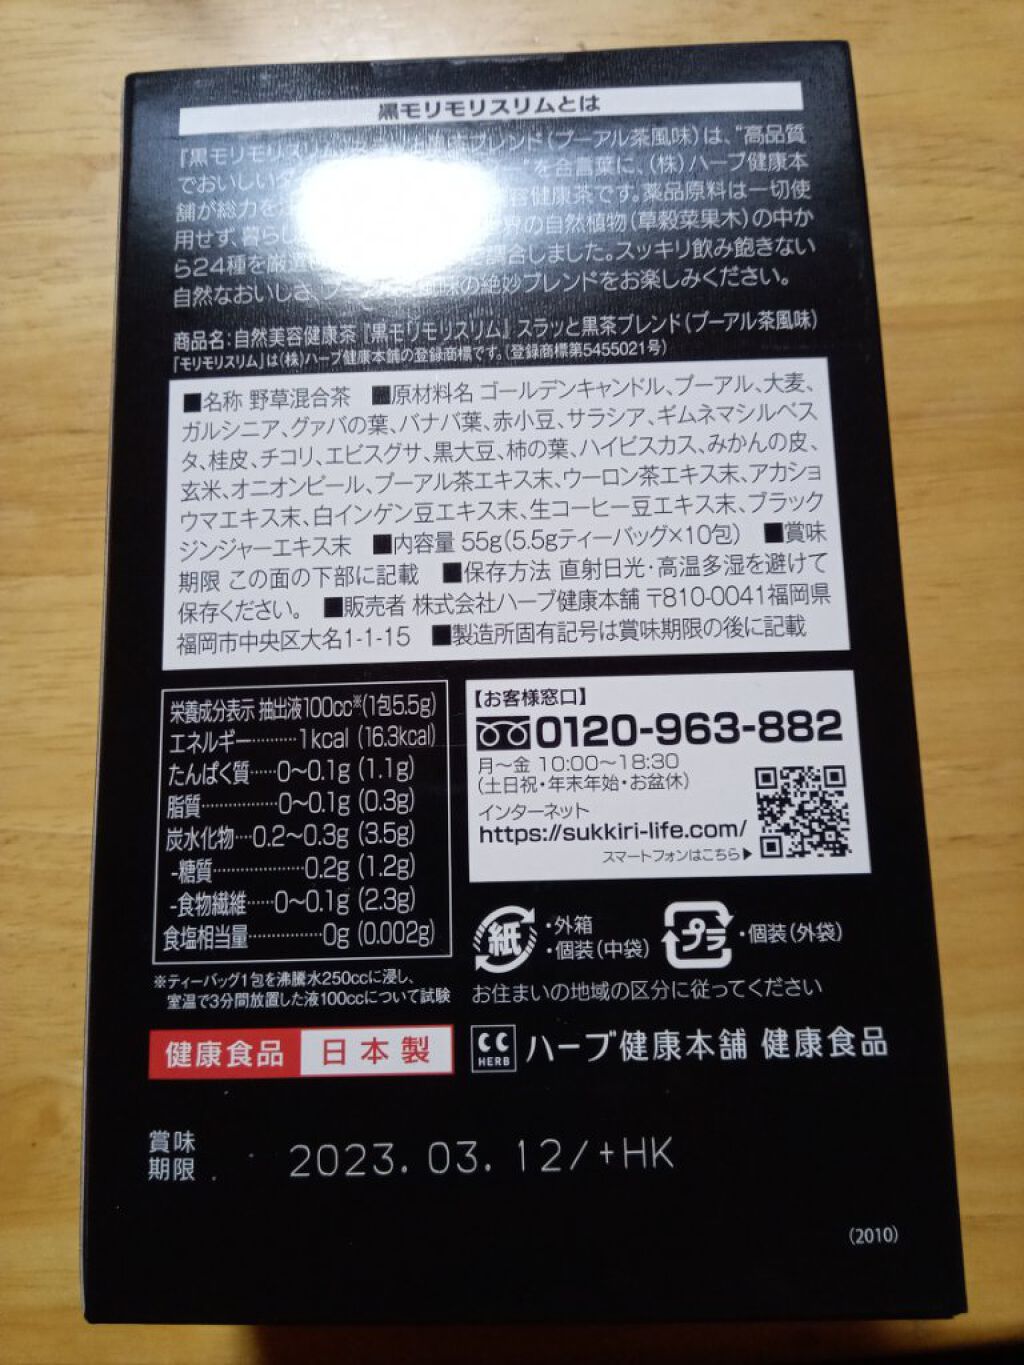 黒モリモリスリムとは
『黒モリモリスリム ブレンド(プーアル茶風味)は、"高品質
でおいしい "を合言葉に、(株)ハーブ健康本
舗が総力を 容健康茶です。薬品原料は一切使
用せず、暮らし 界の自然植物(草穀菜果木)の中か
ら24種を厳選 調合しました。スッキリ飲み飽きない
自然なおいしさ、 風味の絶妙ブレンドをお楽しみください。
商品名:自然美容健康茶『黒モリモリスリム』スラッと黒茶ブレンド(プーアル茶風味)
『モリモリスリム』は(株)ハーブ健康本舗の登録商標です。(登録商標第5455021号)
■名称 野草混合茶 ■原材料名 ゴールデンキャンドル、プーアル、大麦、
ガルシニア、グァバの葉、バナバ葉、赤小豆、サラシア、ギムネマシルベス
タ、桂皮、チコリ、エビスグサ、黒大豆、柿の葉、ハイビスカス、みかんの皮、
玄米、オニオンピール、プーアル茶エキス末、ウーロン茶エキス末、アカショ
ウマエキス末、白インゲン豆エキス末、生コーヒー豆エキス末、ブラック
ジンジャーエキス末 ■内容量 55g(5.5gティーバッグ×10包) ■賞味
期限 この面の下部に記載 ■保存方法 直射日光・高温多湿を避けて
保存ください。 ■販売者 株式会社ハーブ健康本舗 〒810-0041福岡県
福岡市中央区大名1-1-15 ■製造所固有記号は賞味期限の後に記載
栄養成分表示 抽出液100cc※(1包5.5g)
エネルギー………1kcal (16.3kcal)
たんぱく質……0〜0.1g (1.1g)
脂質……………0〜0.1g (0.3g)
炭水化物…0.2〜0.3g (3.5g)
-糖質………………0.2g (1.2g)
-食物繊維……0〜0.1g (2.3g)
食塩相当量……………0g (0.002g)
※ティーバッグ1包を沸騰水250ccに浸し、
室温で3分間放置した液100ccについて試験
【お客様窓口】
0120-963-882
月〜金 10:00〜18:30
(土日祝・年末年始・お盆休)
インターネット
https://sukkiri-life.com/
スマートフォンはこちら▶
紙 ・外箱
・個装(中袋)
プラ ・個装(外袋)
お住まいの地域の区分に従ってください
健康食品 日本製
CC HERB ハーブ健康本舗 健康食品
賞味
期限
2023.03.12/+HK
(2010)